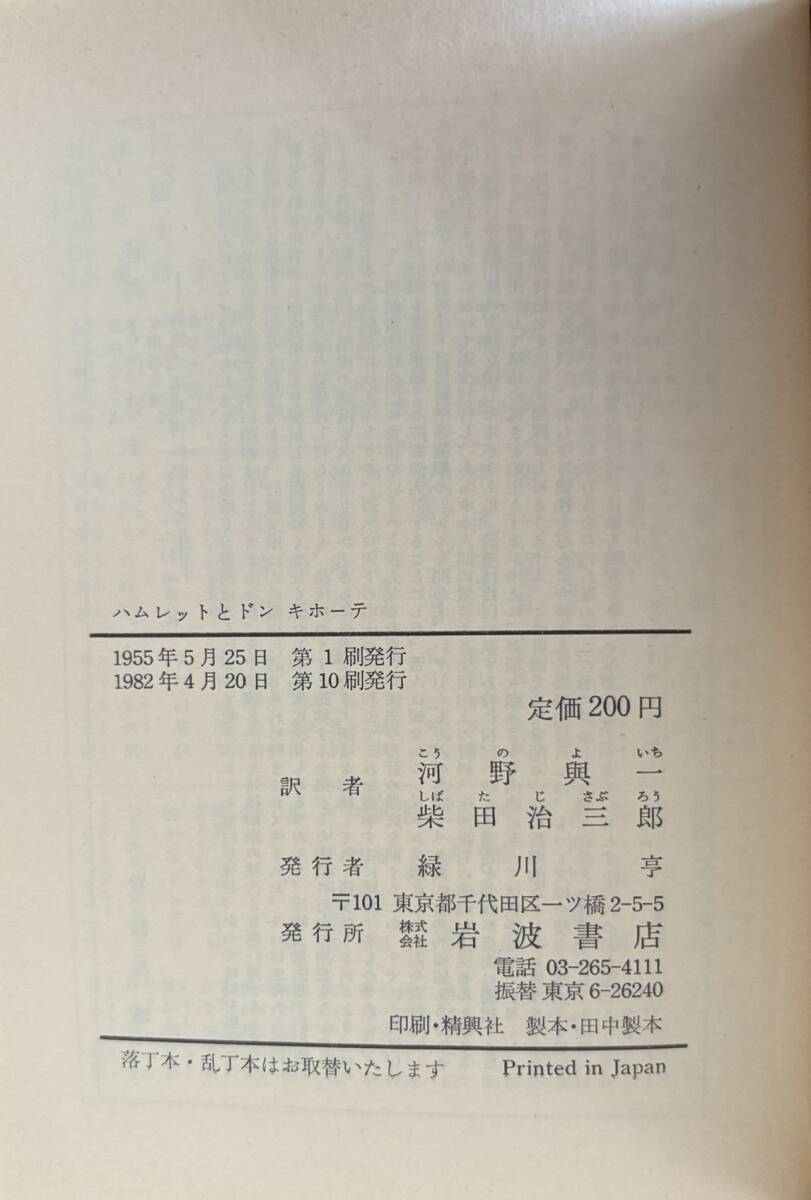 ハムレットとドン キホーテ
1955年5月25日 第1刷発行
1982年4月20日 第10刷発行
定価200円
こう の よ いち
訳者 河野與一
しば た じ さぶ ろう
柴田治三郎
発行者 緑川亨
〒101 東京都千代田区一ツ橋2-5-5
発行所 株式会社 岩波書店
電話 03-265-4111
振替 東京6-26240
印刷・精興社 製本・田中製本
落丁本・乱丁本はお取替いたします Printed in Japan